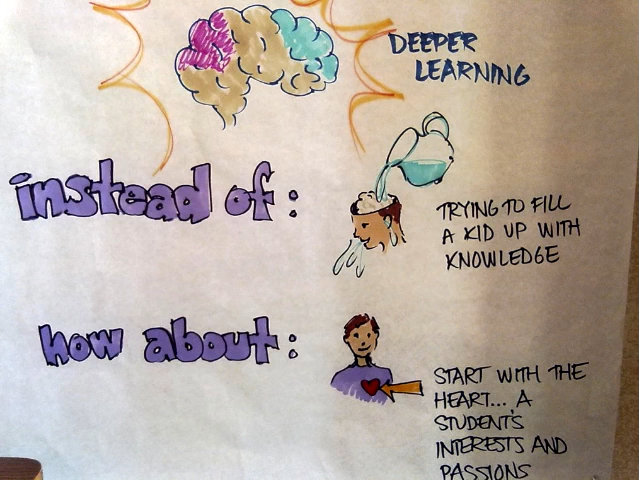 DEEPER
LEARNING
instead of:
TRYING TO FILL
A KID UP WITH
KNOWLEDGE
how about:
START WITH THE
HEART... A
STUDENT'S
INTERESTS AND
PASSIONS